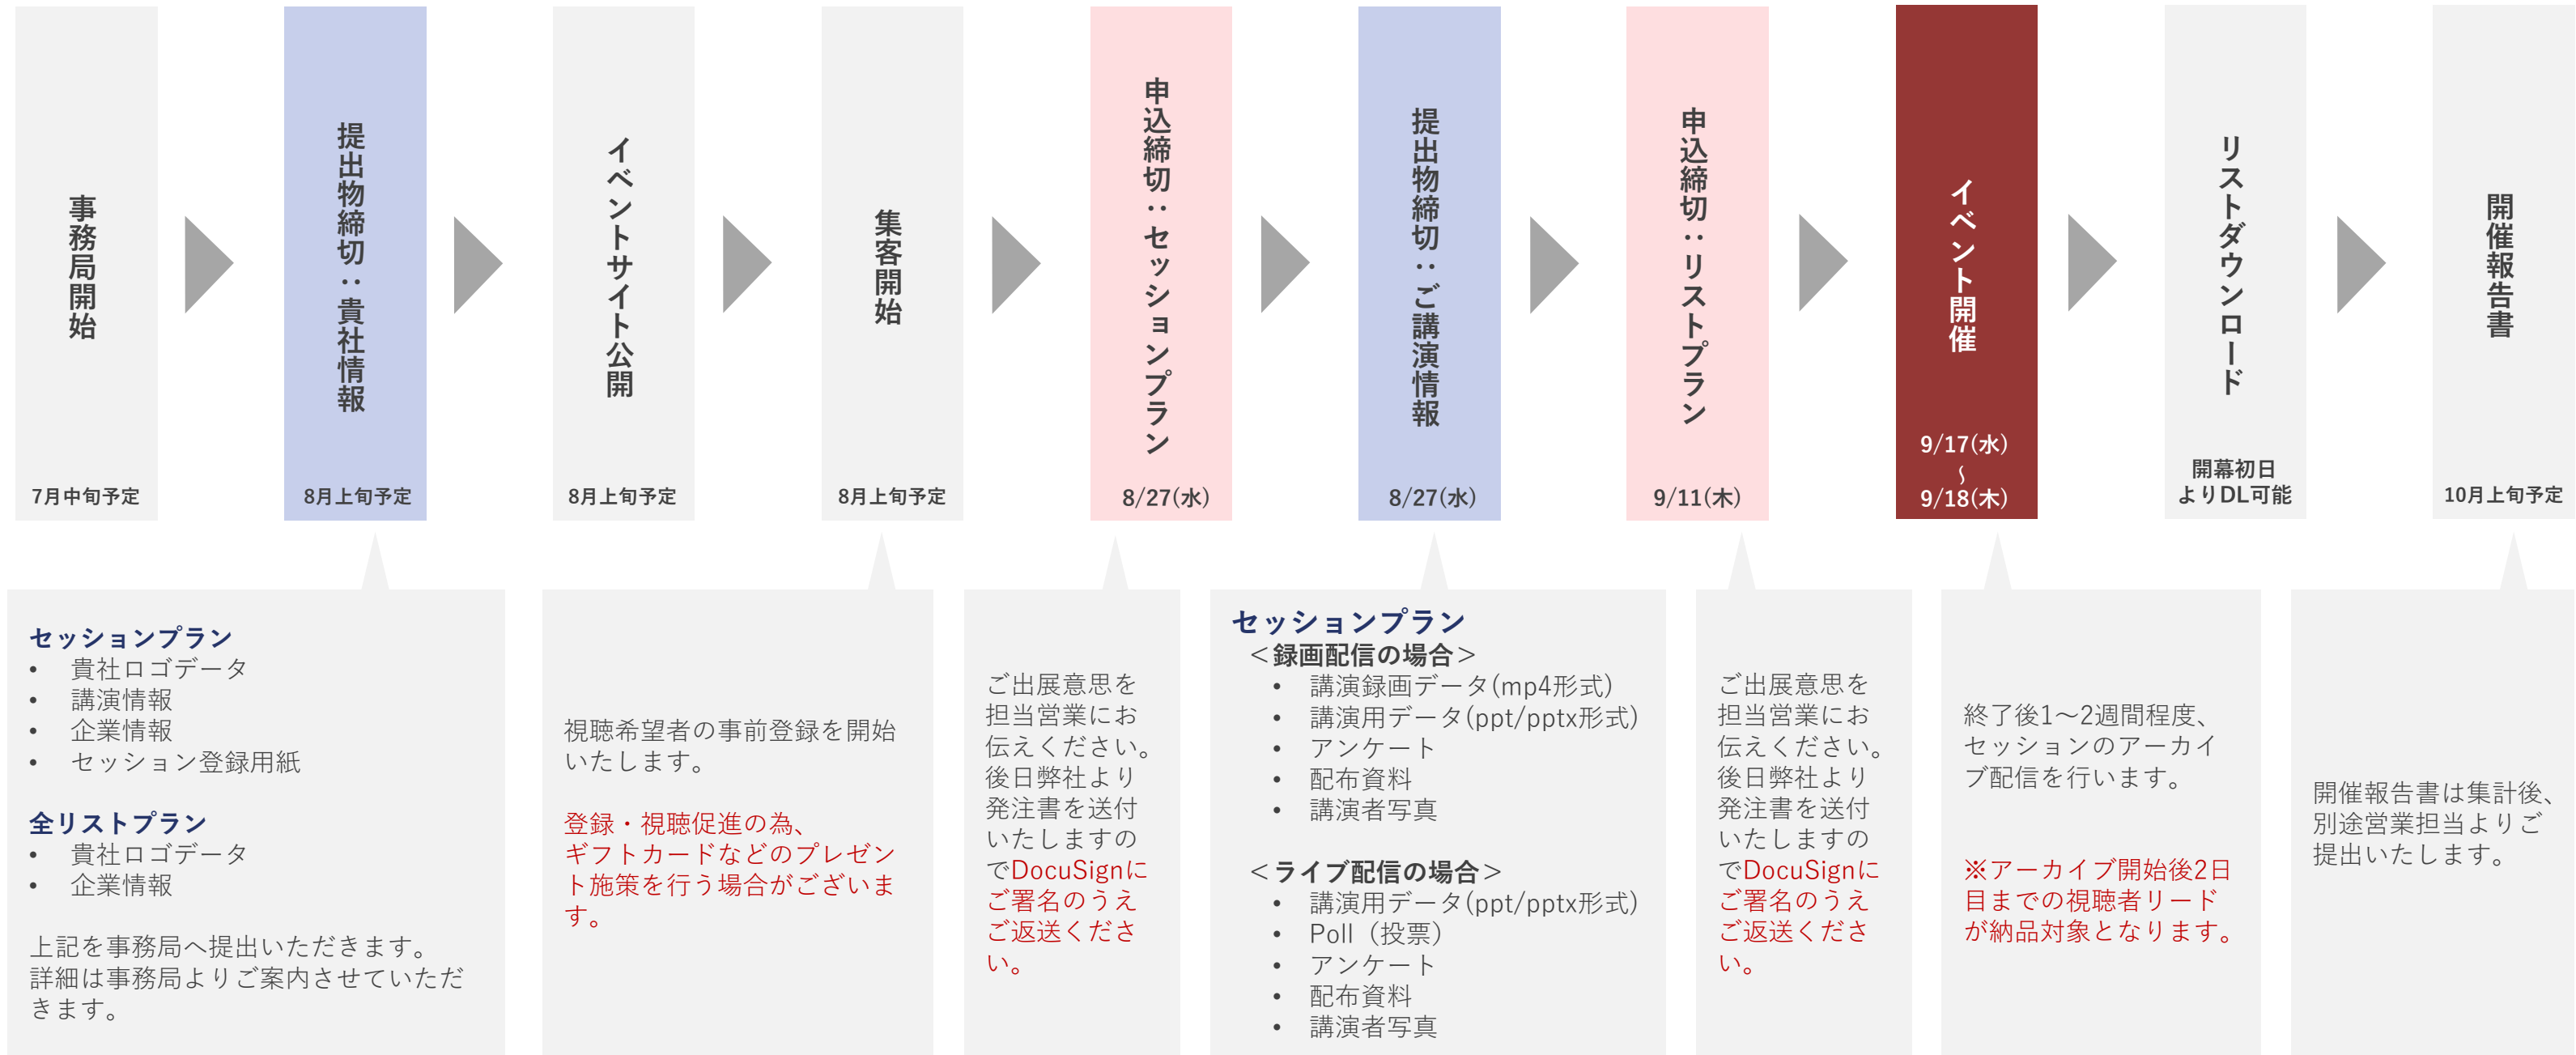 事務局開始
7月中旬予定
提出物締切：貴社情報
8月上旬予定
イベントサイト公開
8月上旬予定
集客開始
8月上旬予定
申込締切：セッションプラン
8/27(水)
提出物締切：ご講演情報
8/27(水)
申込締切：リストプラン
9/11(木)
イベント開催
9/17(水)
～
9/18(木)
リストダウンロード
開幕初日
よりDL可能
開催報告書
10月上旬予定
セッションプラン
• 貴社ロゴデータ
• 講演情報
• 企業情報
• セッション登録用紙
全リストプラン
• 貴社ロゴデータ
• 企業情報
上記を事務局へ提出いただきます。
詳細は事務局よりご案内させていただ
きます。
視聴希望者の事前登録を開始
いたします。
登録・視聴促進の為、
ギフトカードなどのプレゼン
ト施策を行う場合がございま
す。
ご出展意思を
担当営業にお
伝えください。
後日弊社より
発注書を送付
いたしますの
でDocuSignに
ご署名のうえ
ご返送くださ
い。
セッションプラン
＜録画配信の場合＞
• 講演録画データ(mp4形式)
• 講演用データ(ppt/pptx形式)
• アンケート
• 配布資料
• 講演者写真
＜ライブ配信の場合＞
• 講演用データ(ppt/pptx形式)
• Poll（投票）
• アンケート
• 配布資料
• 講演者写真
ご出展意思を
担当営業にお
伝えください。
後日弊社より
発注書を送付
いたしますの
でDocuSignに
ご署名のうえ
ご返送くださ
い。
終了後1～2週間程度、
セッションのアーカイ
ブ配信を行います。
※アーカイブ開始後2日
目までの視聴者リード
が納品対象となります。
開催報告書は集計後、
別途営業担当よりご
提出いたします。